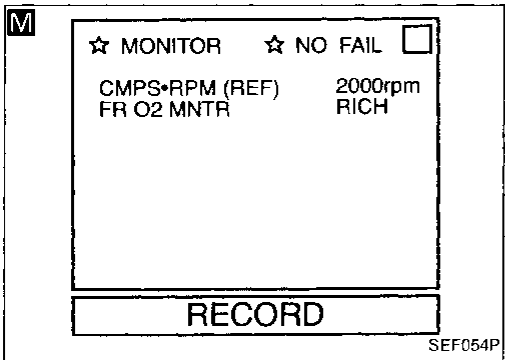 M
☆ MONITOR ☆ NO FAIL
CMPS•RPM (REF) 2000rpm
FR O2 MNTR RICH
RECORD
SEF054P